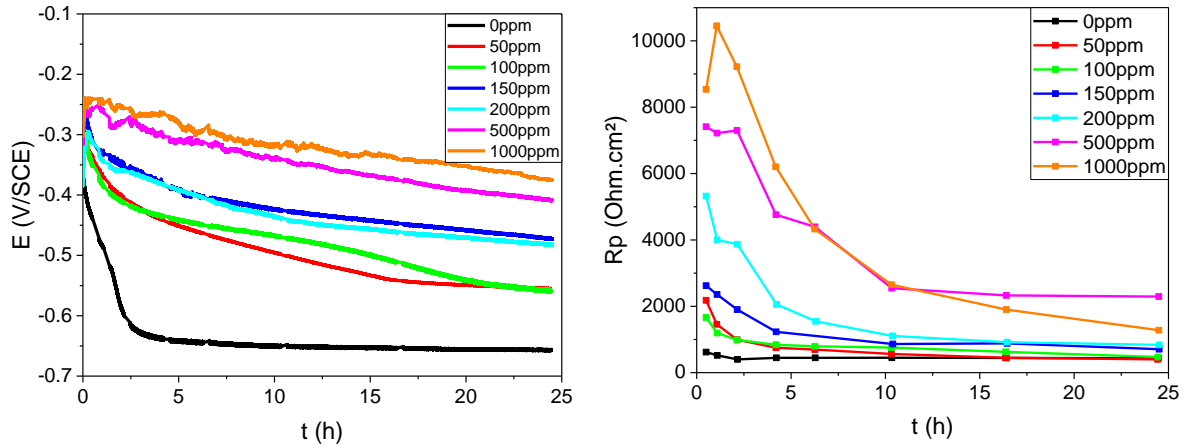 -0.1
-0.2
-0.3
-0.4
-0.5
-0.6
-0.7
E (V/SCE)
0 5 10 15 20 25
t (h)
0ppm
50ppm
100ppm
150ppm
200ppm
500ppm
1000ppm
10000
8000
6000
4000
2000
0
Rp (Ohm.cm²)
0 5 10 15 20 25
t (h)
0ppm
50ppm
100ppm
150ppm
200ppm
500ppm
1000ppm